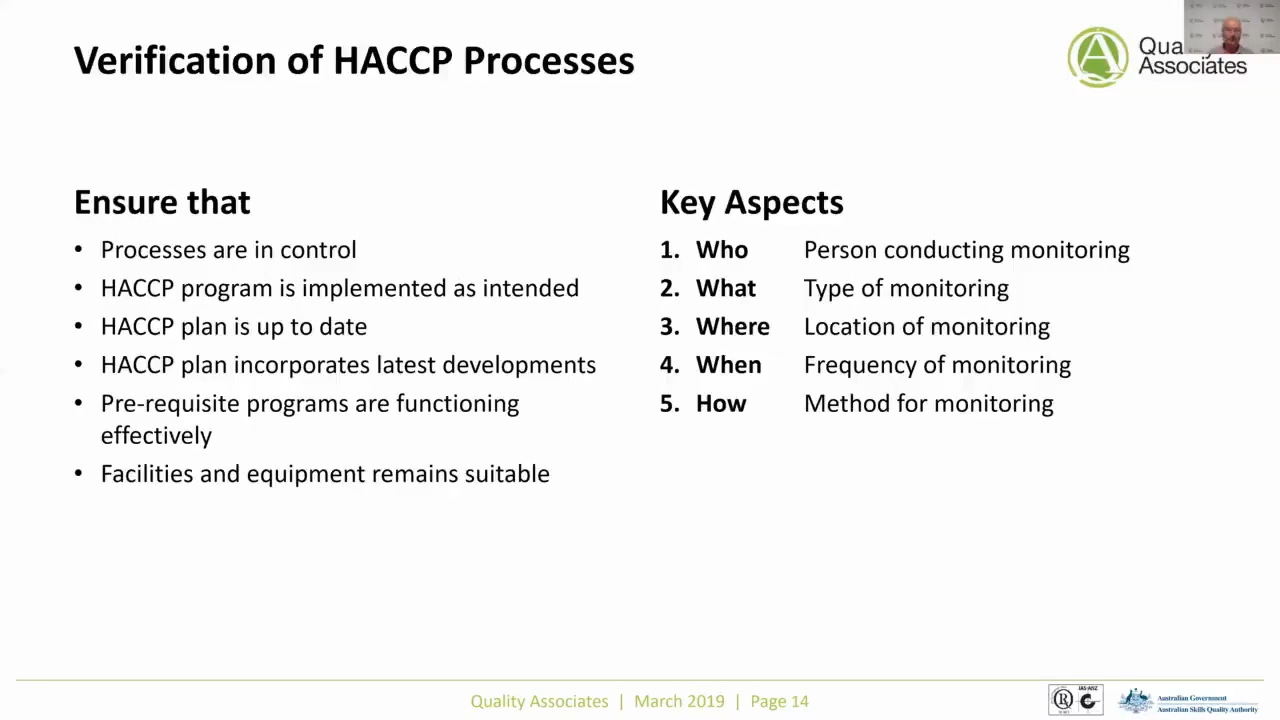 Verification of HACCP Processes
Associates
Ensure that
• Processes are in control
• HACCP program is implemented as intended
• HACCP plan is up to date
• HACCP plan incorporates latest developments
• Pre-requisite programs are functioning
effectively
• Facilities and equipment remains suitable
Key Aspects
1. Who Person conducting monitoring
2. What Type of monitoring
3. Where Location of monitoring
4. When Frequency of monitoring
5. How Method for monitoring
Quality Associates | March 2019 | Page 14
JAS-ANZ
Australian Government
Australian Skills Quality Authority